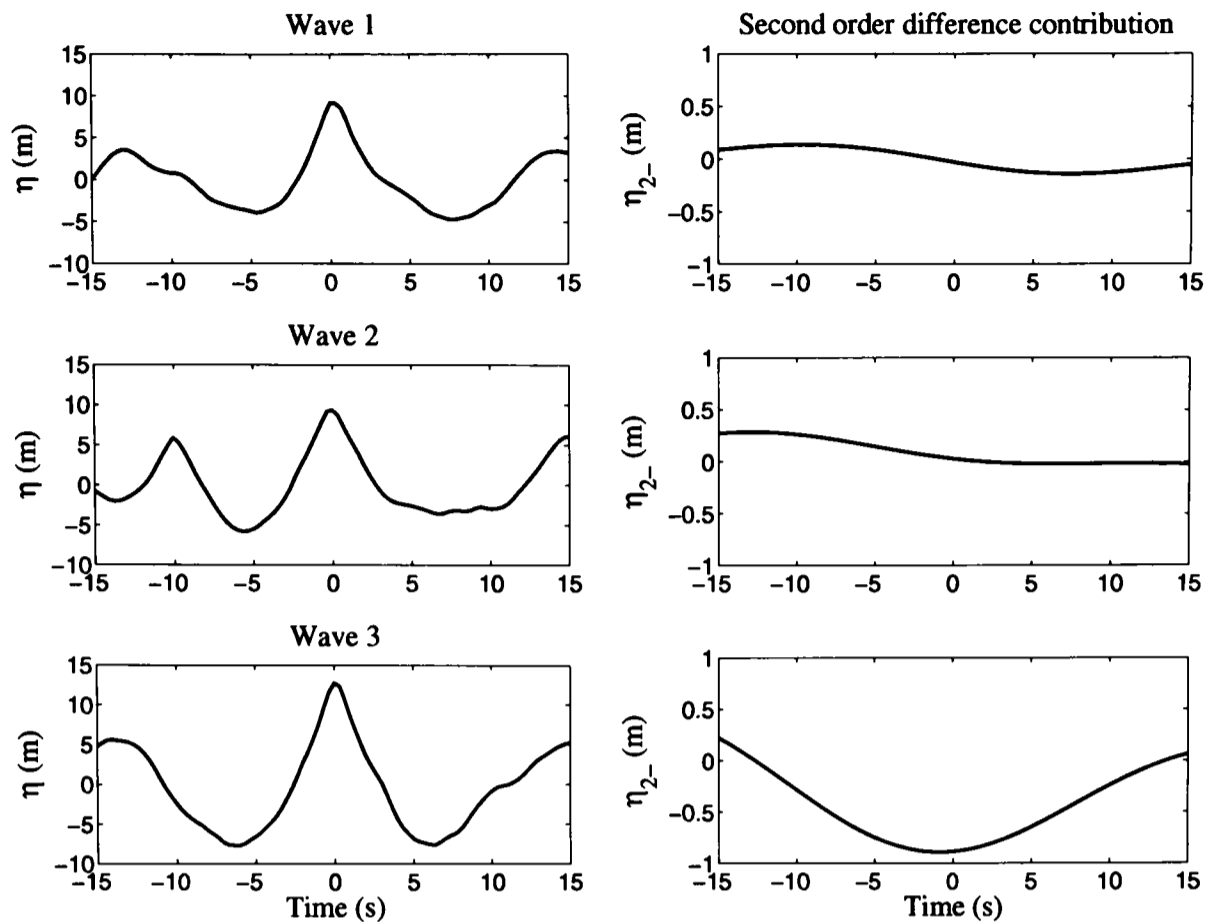 Wave 1
Second order difference contribution
15
10
5
0
−5
−10
η (m)
−15 −10 −5 0 5 10 15
1
0.5
0
−0.5
−1
η2− (m)
−15 −10 −5 0 5 10 15
Wave 2
15
10
5
0
−5
−10
η (m)
−15 −10 −5 0 5 10 15
1
0.5
0
−0.5
−1
η2− (m)
−15 −10 −5 0 5 10 15
Wave 3
15
10
5
0
−5
−10
η (m)
−15 −10 −5 0 5 10 15
Time (s)
1
0.5
0
−0.5
−1
η2− (m)
−15 −10 −5 0 5 10 15
Time (s)